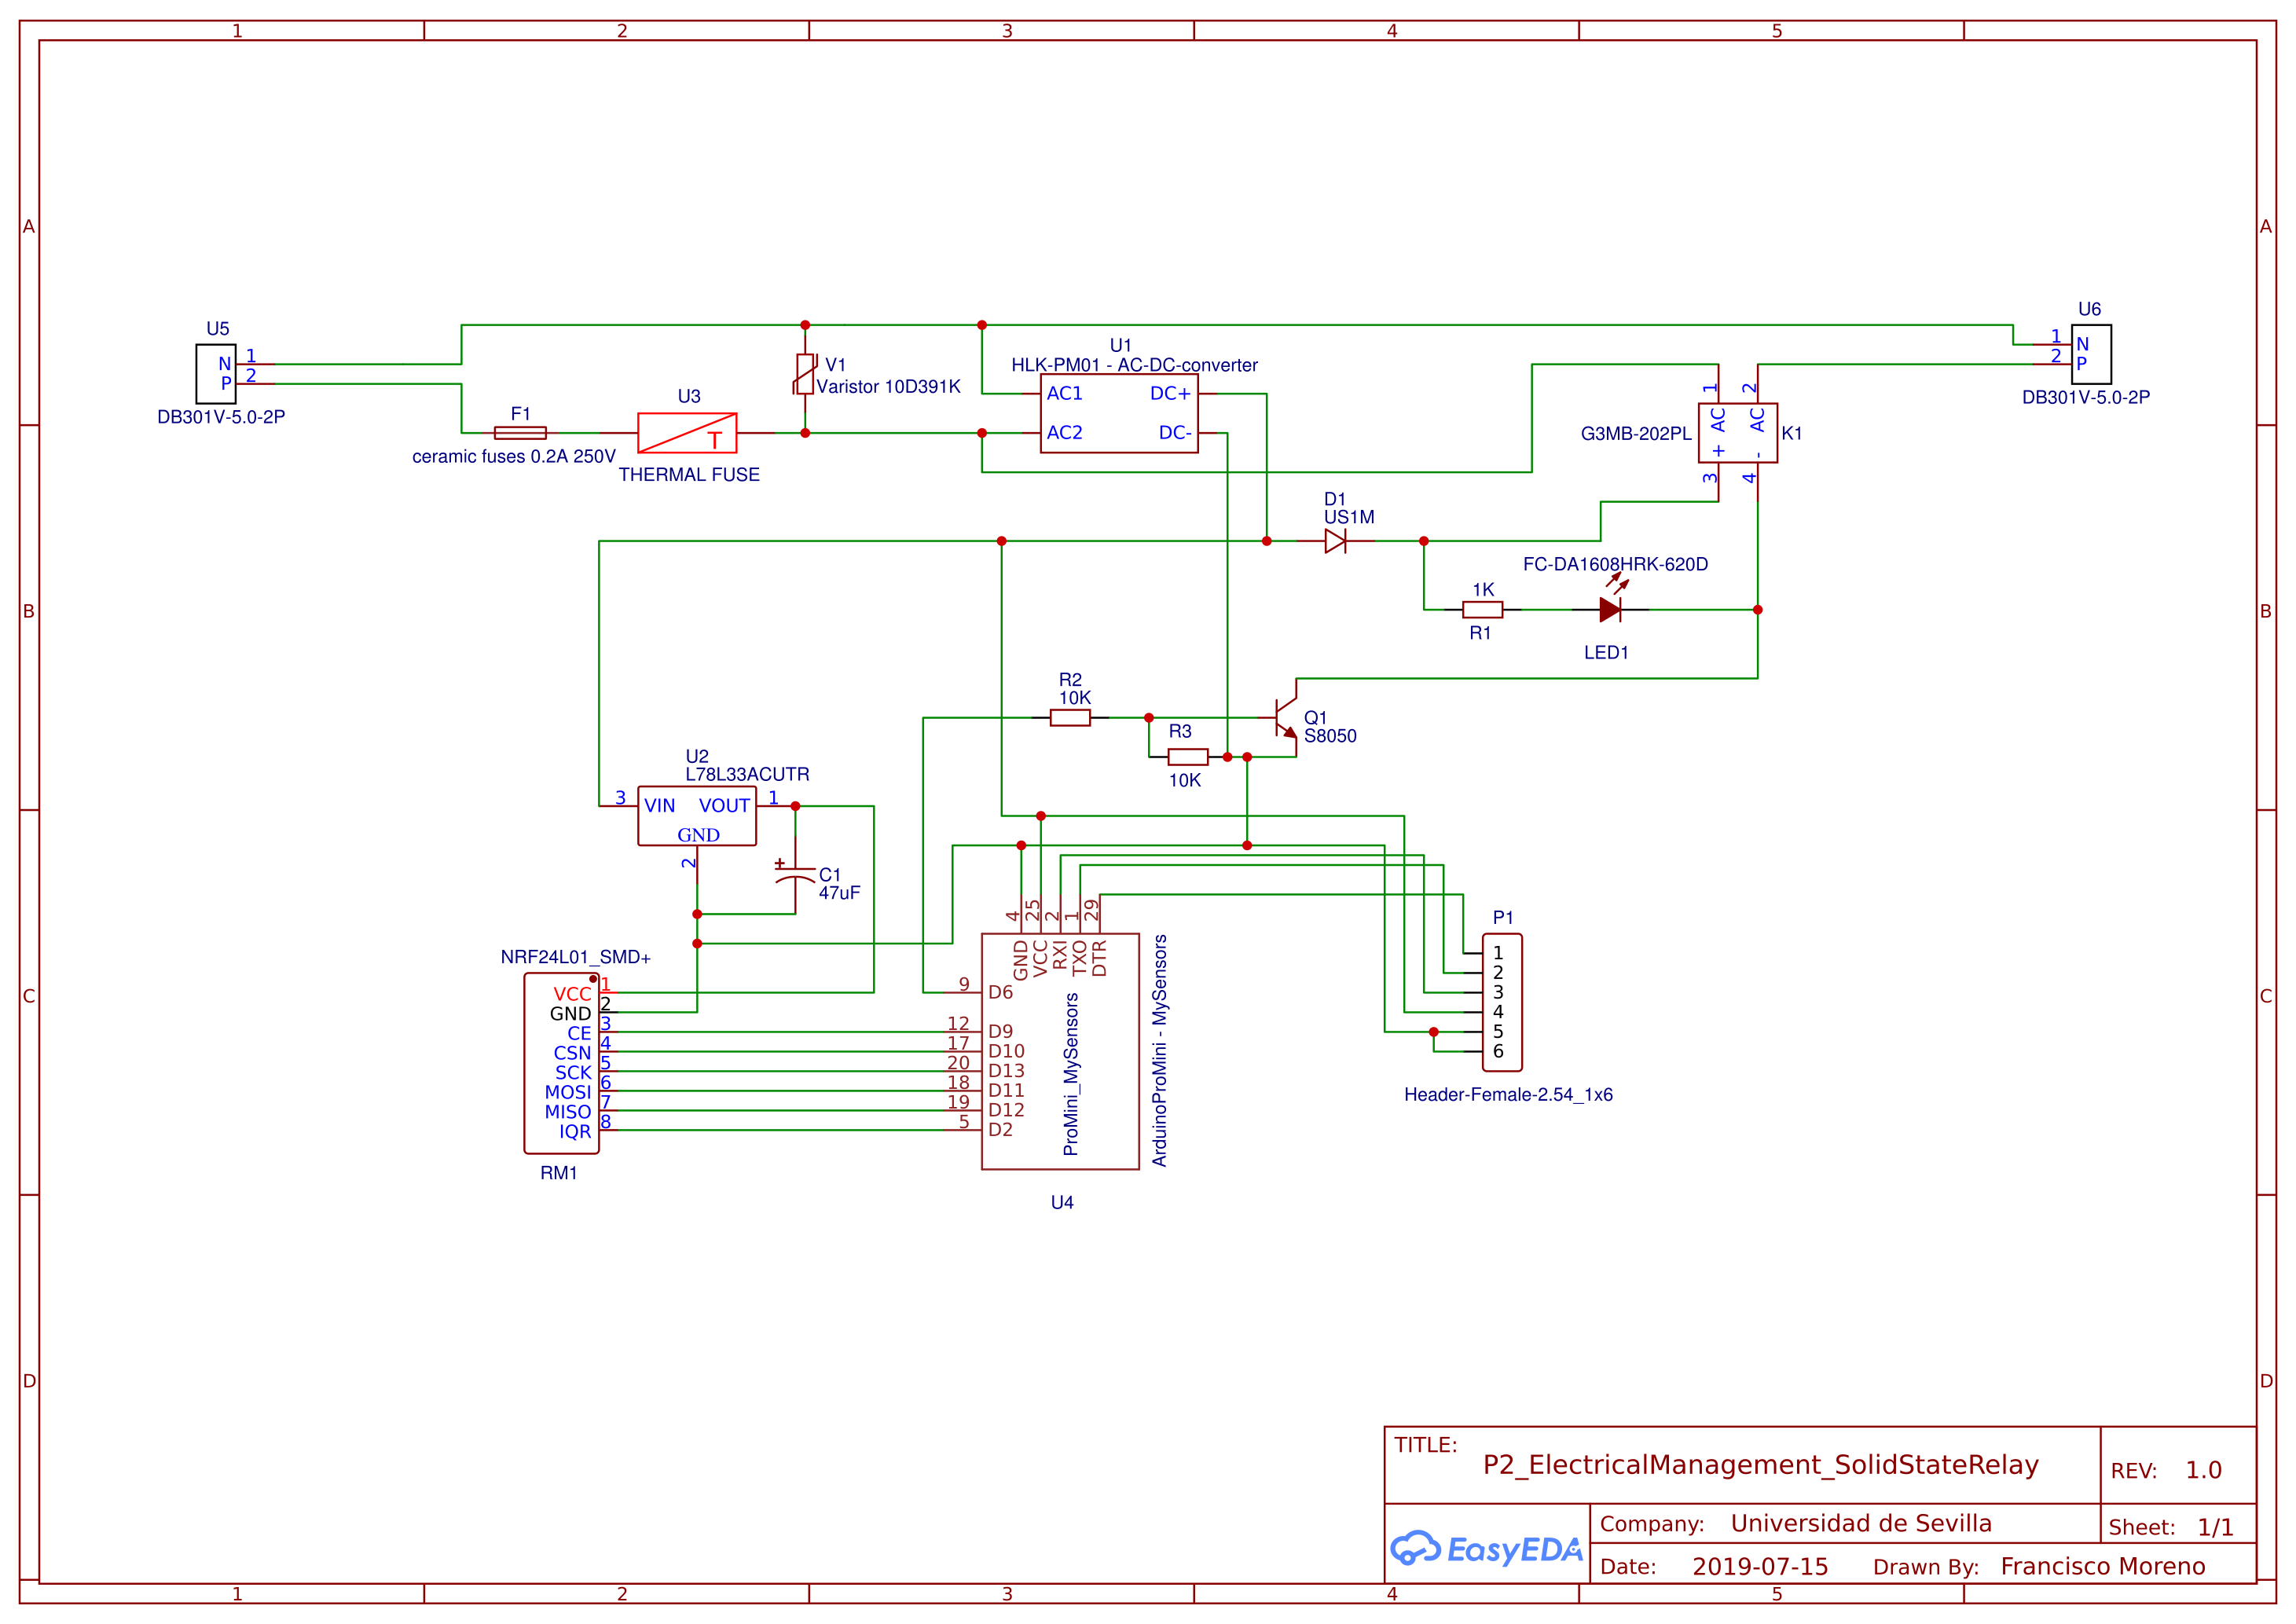 1 2 3 4 5
A
A
B
B
C
C
D
D
U5
N 1
P 2
DB301V-5.0-2P
F1
ceramic fuses 0.2A 250V
U3
T
THERMAL FUSE
V1
Varistor 10D391K
U1
HLK-PM01 - AC-DC-converter
AC1 DC+
AC2 DC-
U6
1 N
2 P
DB301V-5.0-2P
1 2
AC AC
G3MB-202PL
K1
+ -
3 4
D1
US1M
FC-DA1608HRK-620D
1K
R1
LED1
R2
10K
R3
10K
Q1
S8050
U2
L78L33ACUTR
3 VIN VOUT 1
GND
2
+
C1
47uF
NRF24L01_SMD+
VCC 1
GND 2
CE 3
CSN 4
SCK 5
MOSI 6
MISO 7
IQR 8
RM1
4 25 2 1 29
GND VCC RXI TXO DTR
9 D6
12 D9
17 D10
20 D13
18 D11
19 D12
5 D2
ProMini_MySensors
ArduinoProMini - MySensors
U4
P1
1
2
3
4
5
6
Header-Female-2.54_1x6
TITLE:
P2_ElectricalManagement_SolidStateRelay
REV: 1.0
EasyEDA
Company: Universidad de Sevilla
Sheet: 1/1
Date: 2019-07-15 Drawn By: Francisco Moreno
1 2 3 4 5